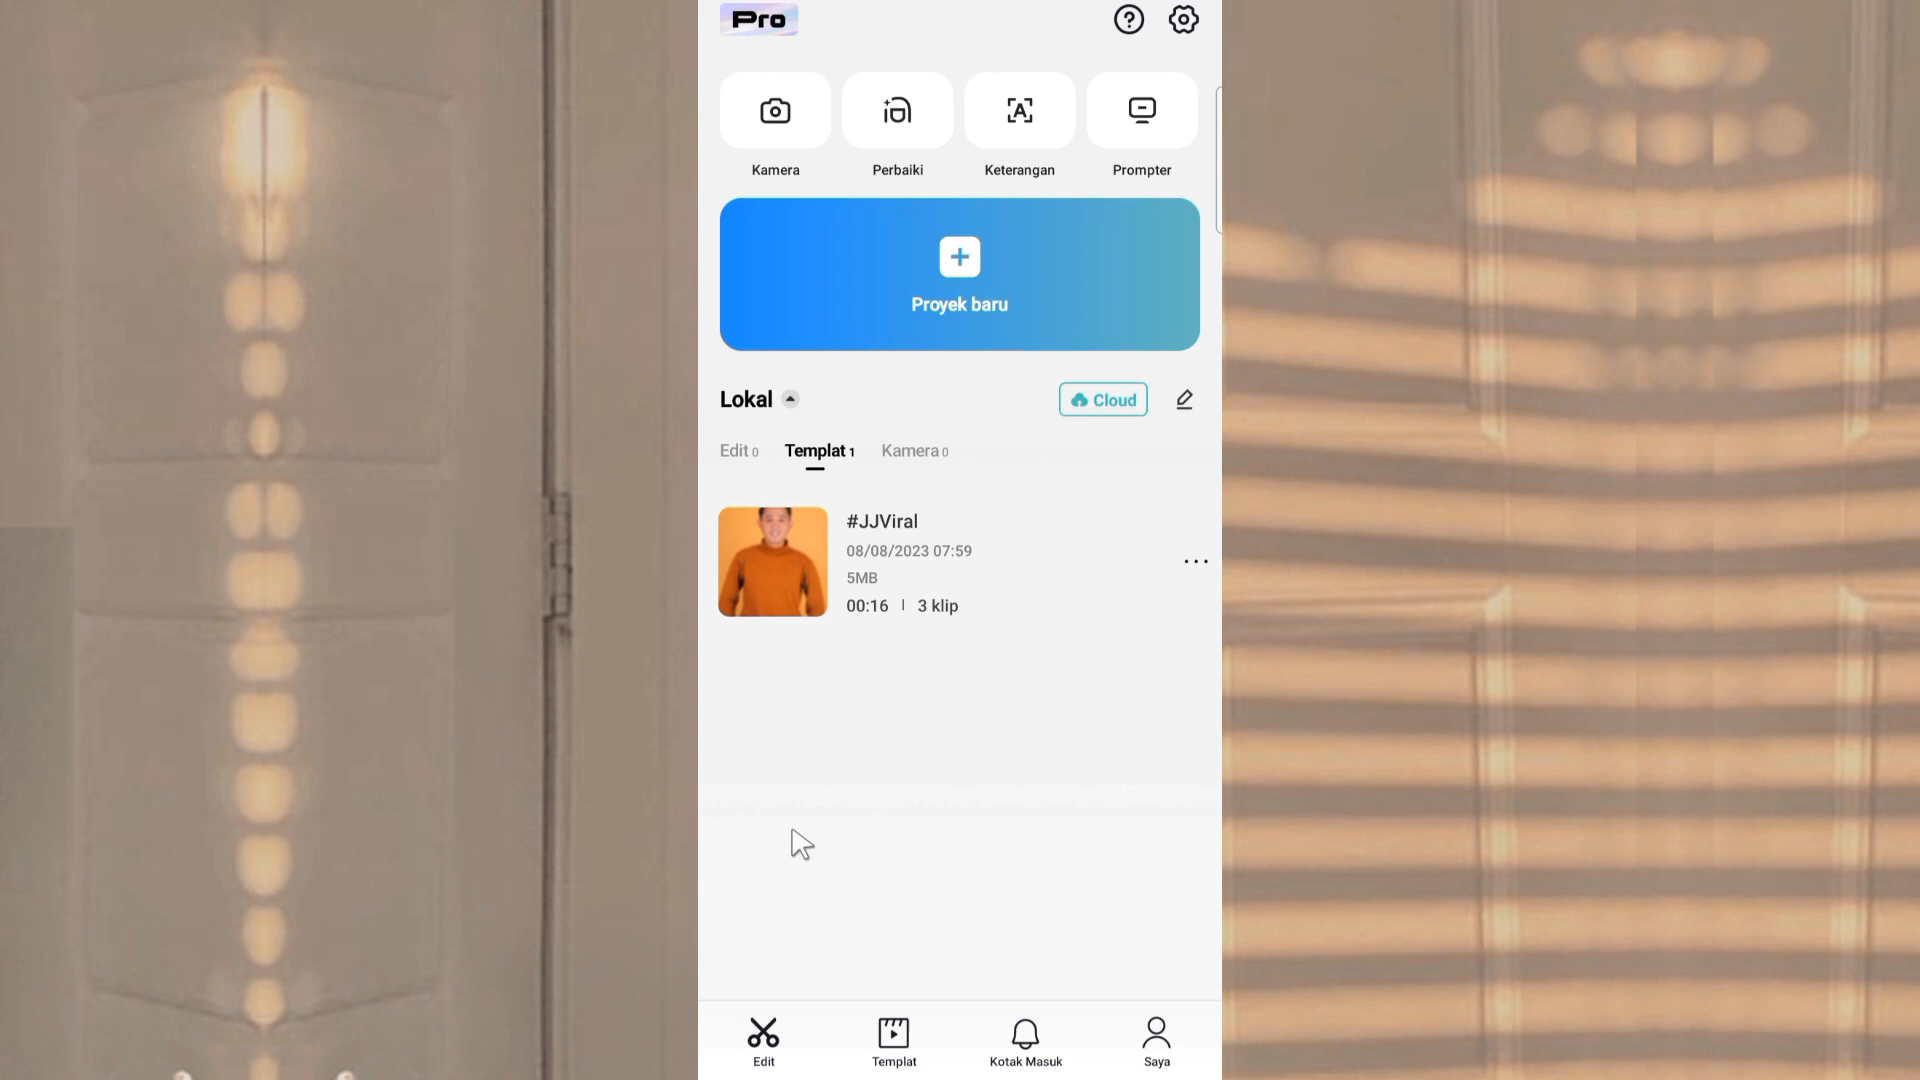 Pro
Kamera
Perbaiki
Keterangan
Prompter
Proyek baru
Lokal
Cloud
Edit 0
Templat 1
Kamera 0
#JJViral
08/08/2023 07:59
5MB
00:16 | 3 klip
Edit
Templat
Kotak Masuk
Saya